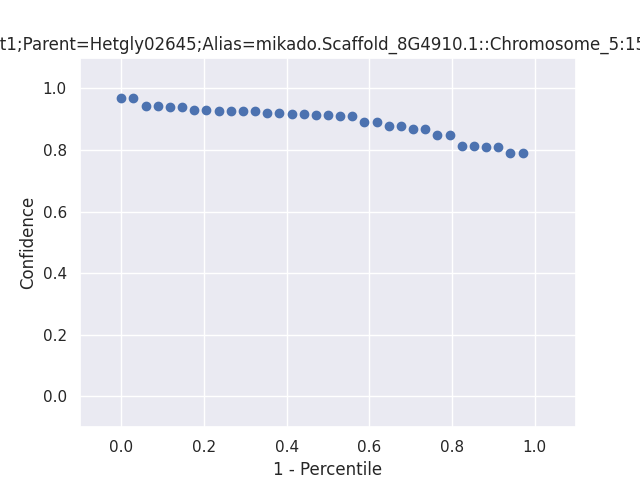 t1;Parent=Hetgly02645;Alias=mikado.Scaffold_8G4910.1::Chromosome_5:15
1.0
0.8
0.6
0.4
0.2
0.0
Confidence
0.0 0.2 0.4 0.6 0.8 1.0
1 - Percentile